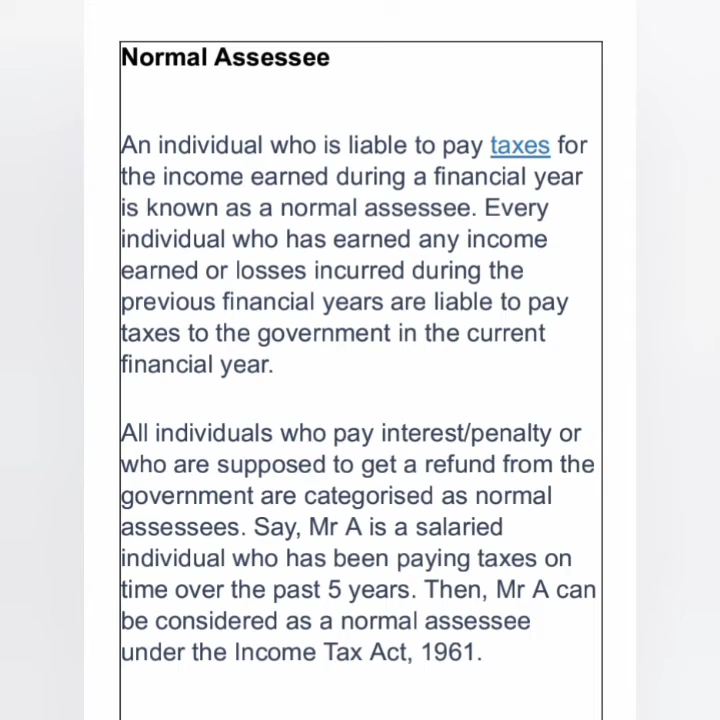 Normal Assessee
An individual who is liable to pay taxes for
the income earned during a financial year
is known as a normal assessee. Every
individual who has earned any income
earned or losses incurred during the
previous financial years are liable to pay
taxes to the government in the current
financial year.
All individuals who pay interest/penalty or
who are supposed to get a refund from the
government are categorised as normal
assessees. Say, Mr A is a salaried
individual who has been paying taxes on
time over the past 5 years. Then, Mr A can
be considered as a normal assessee
under the Income Tax Act, 1961.